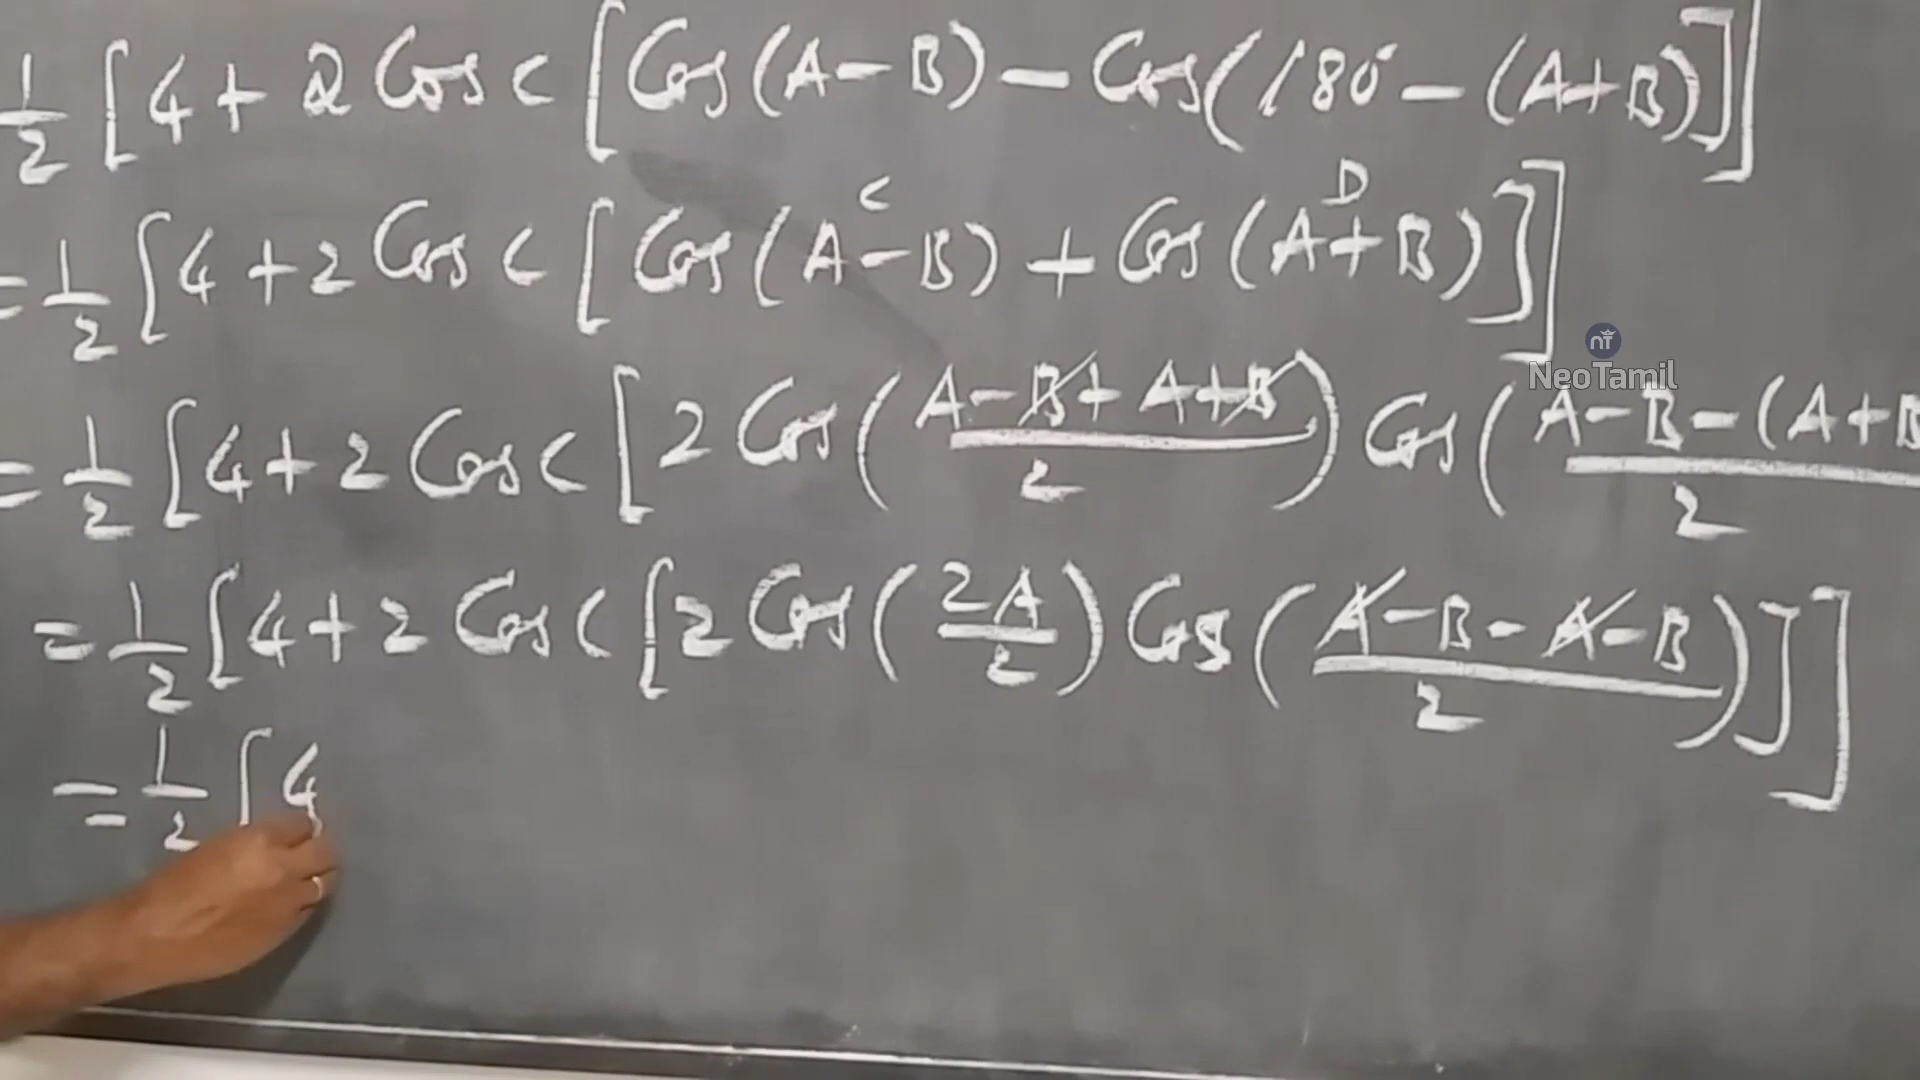 1/2 [4 + 2 Cos C [Cos (A - B) - Cos (180° - (A + B)]]
= 1/2 [4 + 2 Cos C [Cos (A - B) + Cos (A + B)]]
C D
= 1/2 [4 + 2 Cos C [2 Cos (A - B + A + B / 2) Cos (A - B - (A + B / 2
= 1/2 [4 + 2 Cos C [2 Cos (2A / 2) Cos (A - B - A - B / 2)]]
= 1/2 [4
nT
NeoTamil